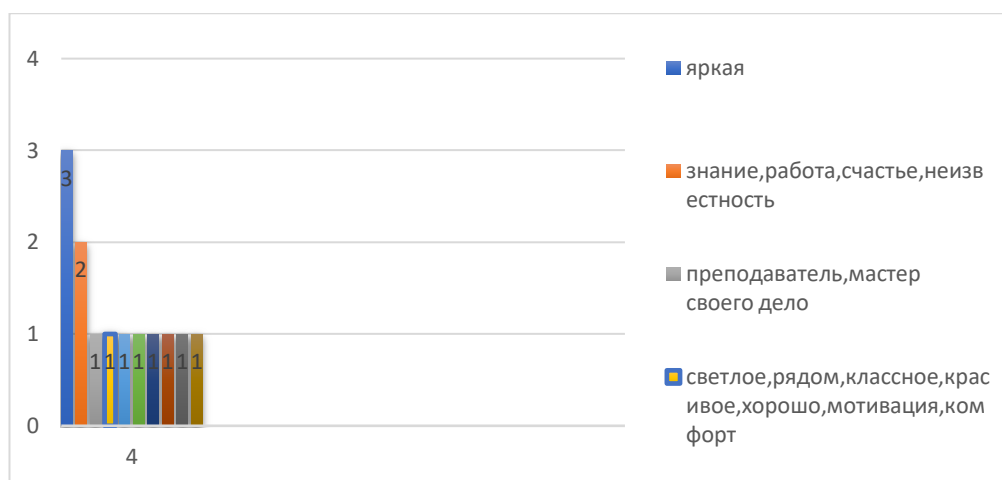 4
3
2
1
0
3
2
1
1
1
1
1
1
1
1
4
яркая
знание,работа,счастье,неизв
естность
преподаватель,мастер
своего дело
светлое,рядом,классное,крас
ивое,хорошо,мотивация,ком
форт